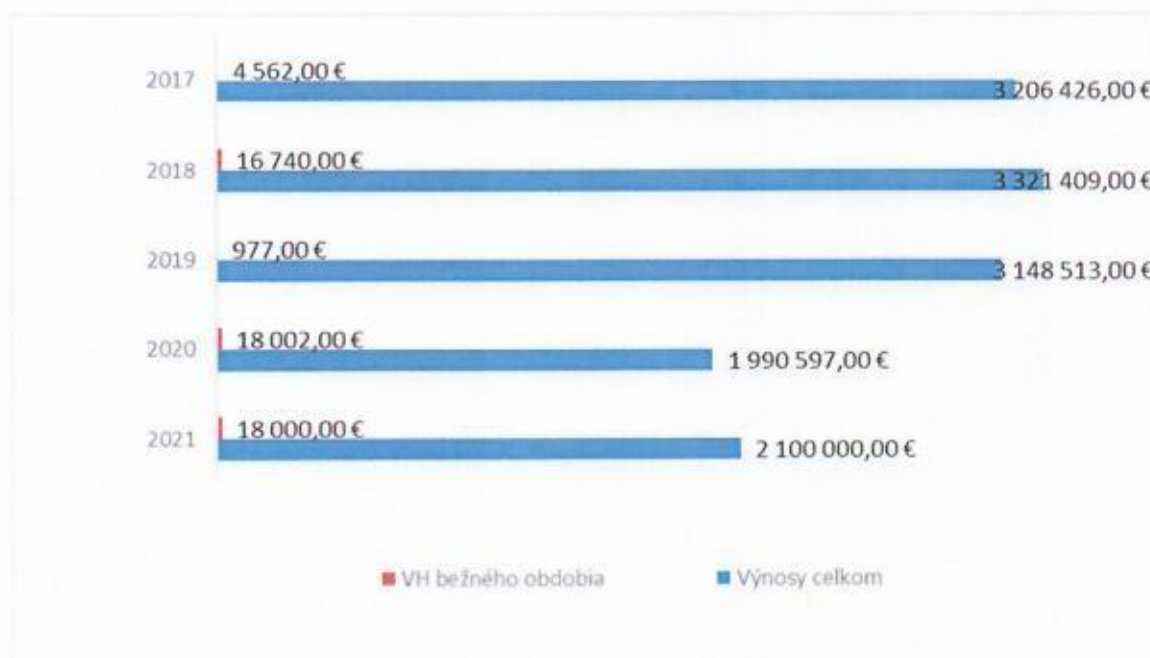 4 562,00 €
2017
3 206 426,00 €
16 740,00 €
2018
3 321 409,00 €
977,00 €
2019
3 148 513,00 €
18 002,00 €
2020
1 990 597,00 €
18 000,00 €
2021
2 100 000,00 €
VH bežného obdobia
Výnosy celkom